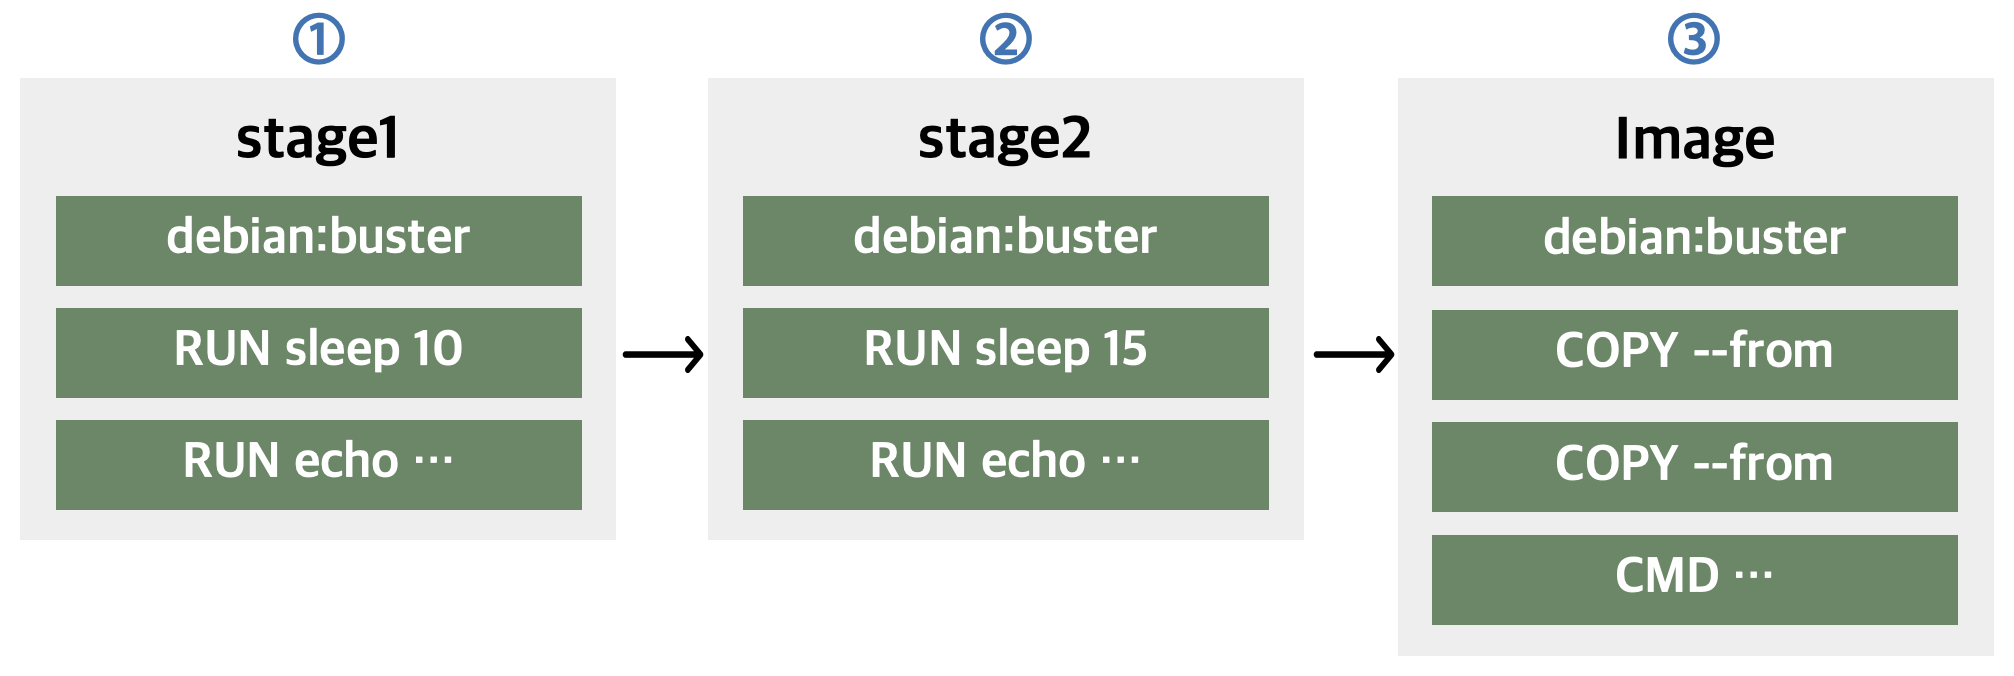 ①
stage1
debian:buster
RUN sleep 10
RUN echo ⋯
②
stage2
debian:buster
RUN sleep 15
RUN echo ⋯
③
Image
debian:buster
COPY --from
COPY --from
CMD ⋯